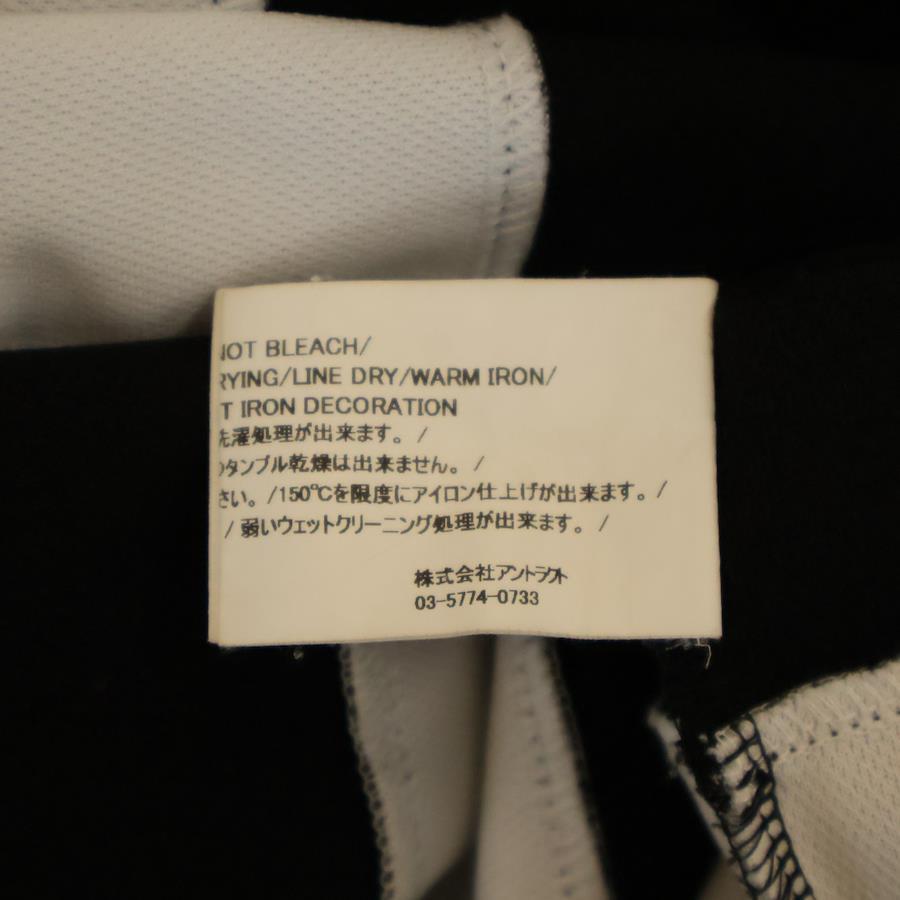 NOT BLEACH/
RYING/LINE DRY/WARM IRON/
T IRON DECORATION
洗濯処理が出来ます。 /
のタンブル乾燥は出来ません。 /
さい。 /150℃を限度にアイロン仕上げが出来ます。 /
/ 弱いウェットクリーニング処理が出来ます。 /
株式会社アントラクト
03-5774-0733